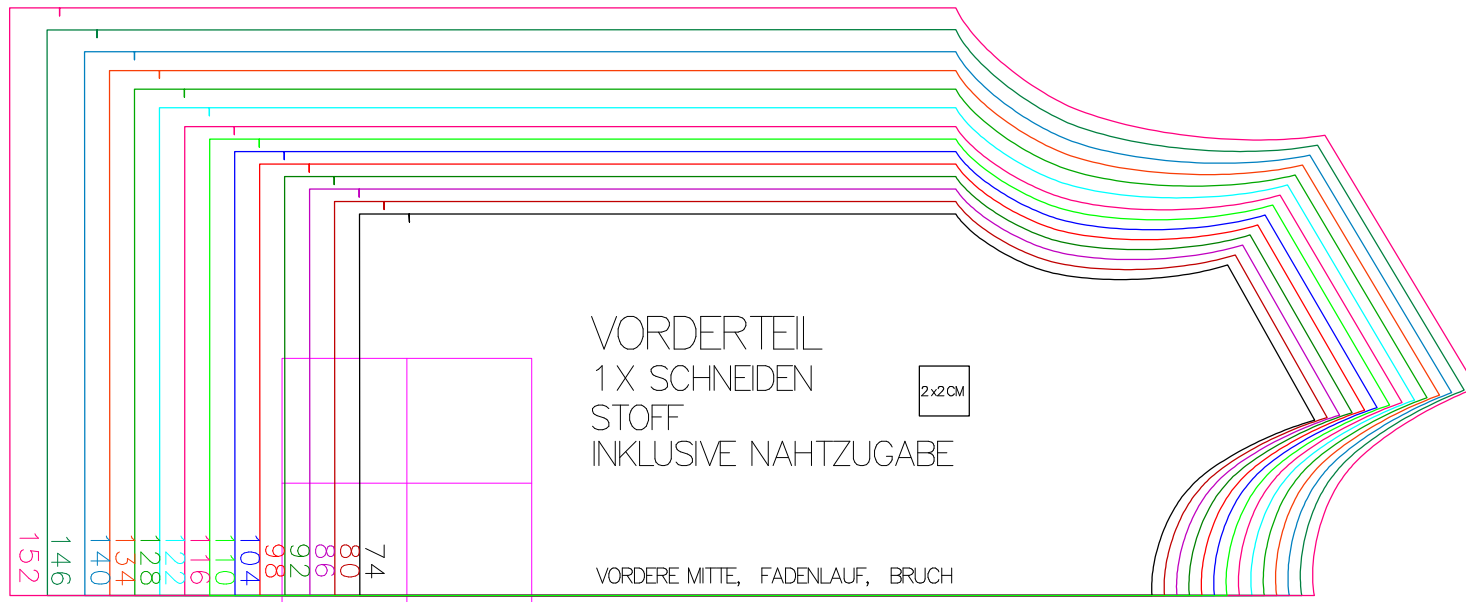 VORDERTEIL
1 X SCHNEIDEN
STOFF
INKLUSIVE NAHTZUGABE
2x2CM
152
146
140
134
128
122
116
110
104
98
92
86
80
74
VORDERE MITTE, FADENLAUF, BRUCH